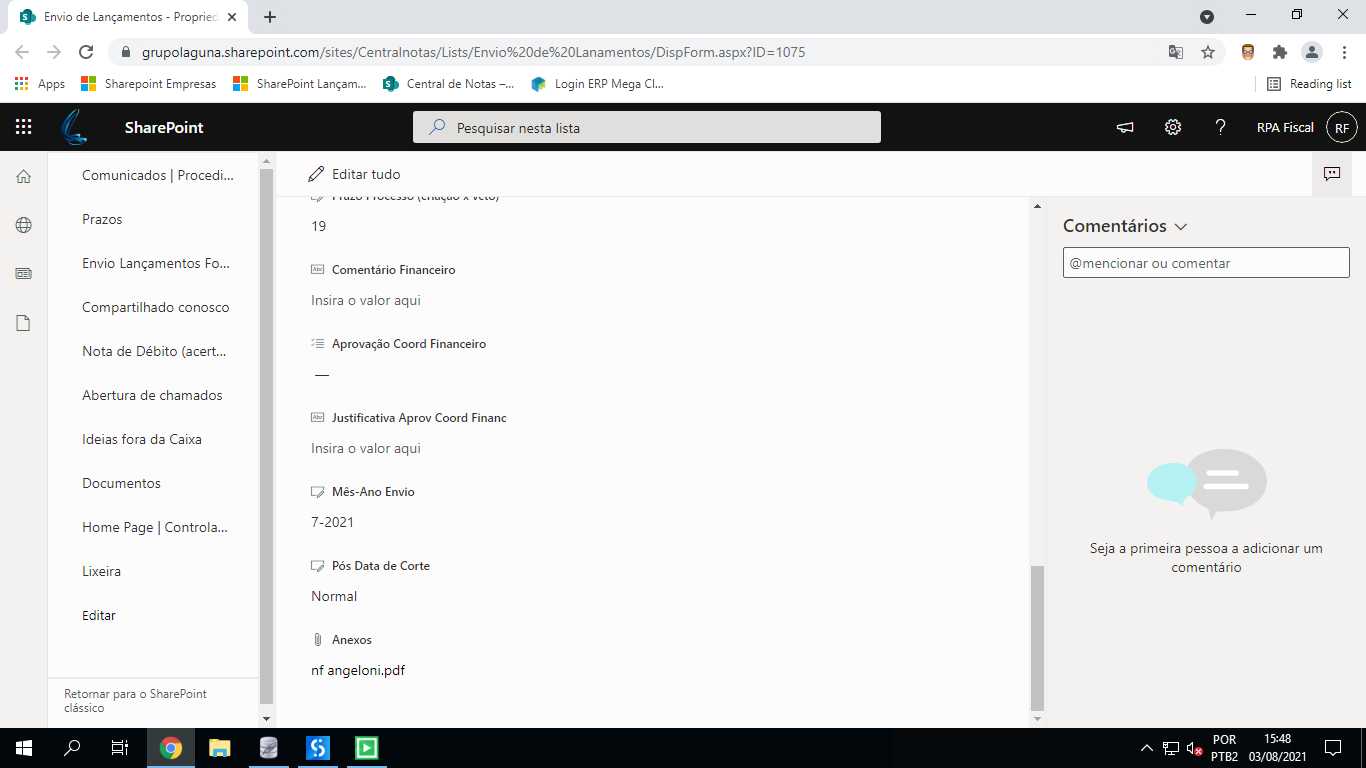 Envio de Lançamentos - Propried
grupolaguna.sharepoint.com/sites/Centralnotas/Lists/Envio%20de%20Lanamentos/DispForm.aspx?ID=1075
Apps
Sharepoint Empresas
SharePoint Lançam...
Central de Notas –...
Login ERP Mega Cl...
Reading list
SharePoint
Pesquisar nesta lista
RPA Fiscal
RF
Comunicados | Procedi...
Prazos
Envio Lançamentos Fo...
Compartilhado conosco
Nota de Débito (acert...
Abertura de chamados
Ideias fora da Caixa
Documentos
Home Page | Controla...
Lixeira
Editar
Retornar para o SharePoint
clássico
Editar tudo
Prazo Processo (criação x vcto)
19
Abc Comentário Financeiro
Insira o valor aqui
Aprovação Coord Financeiro
—
Abc Justificativa Aprov Coord Financ
Insira o valor aqui
Mês-Ano Envio
7-2021
Pós Data de Corte
Normal
Anexos
nf angeloni.pdf
Comentários
@mencionar ou comentar
Seja a primeira pessoa a adicionar um
comentário
POR
PTB2
15:48
03/08/2021